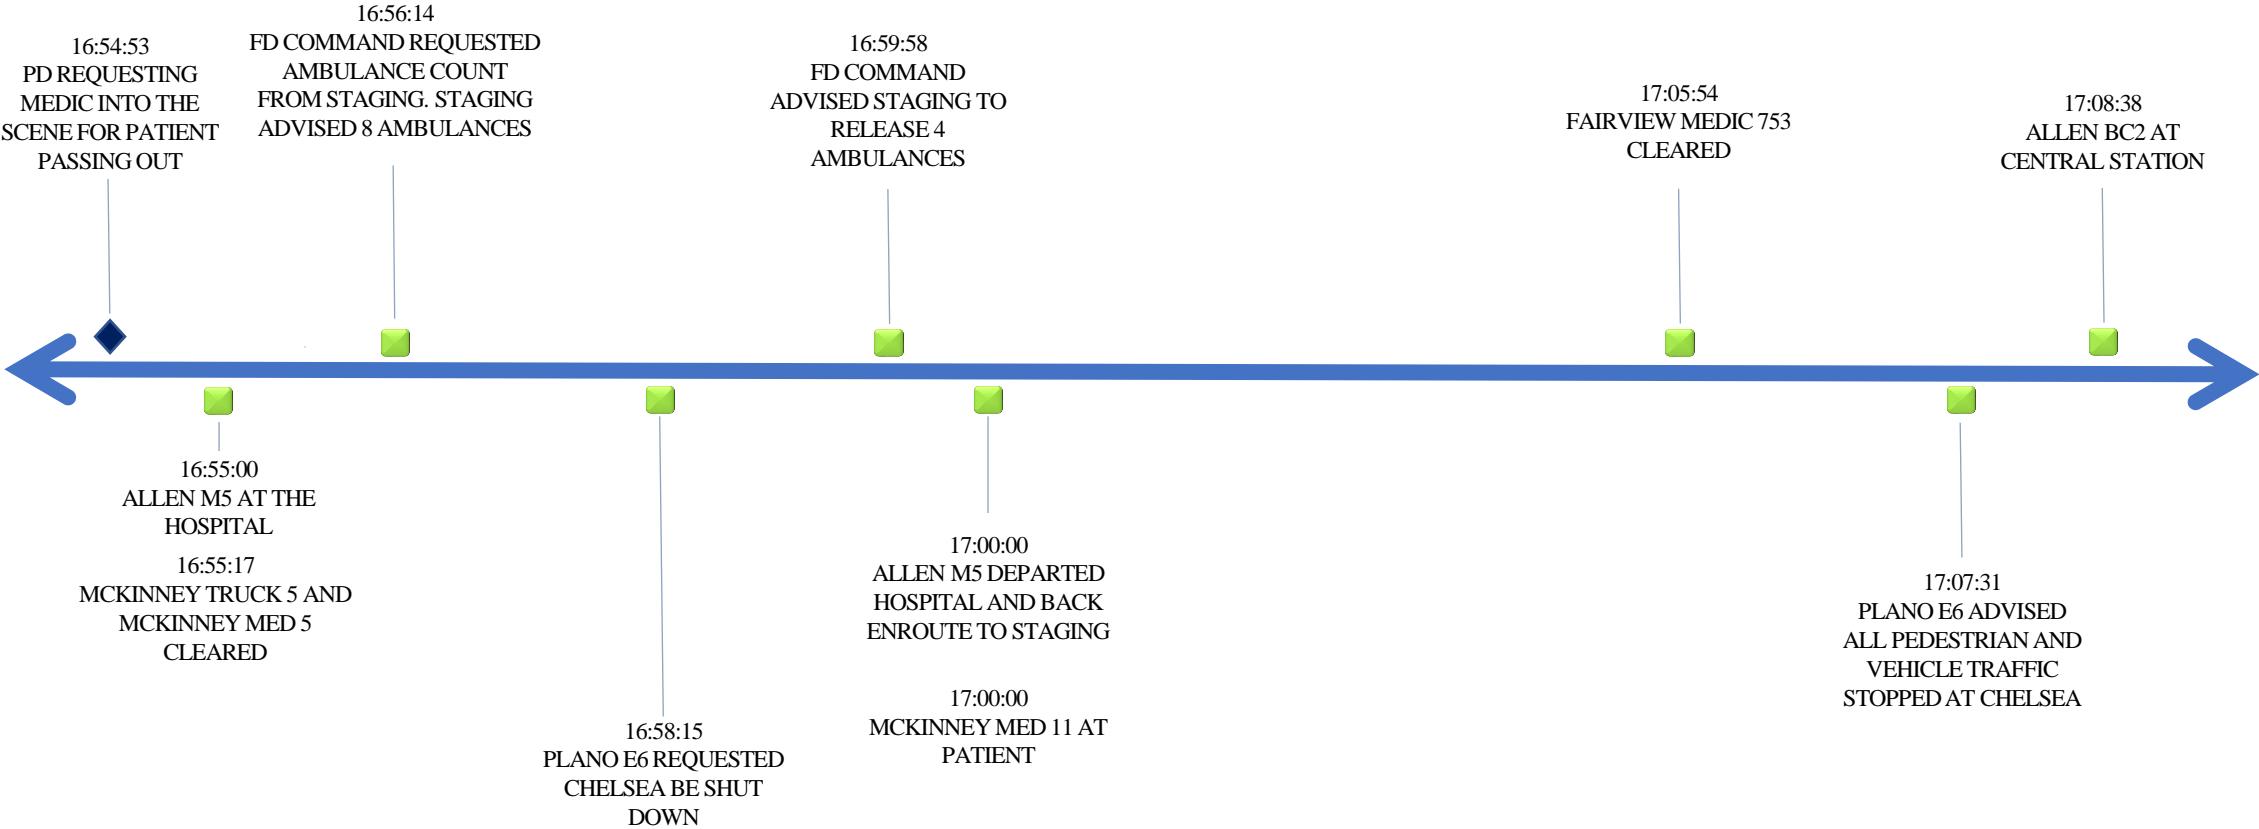 16:54:53
PD REQUESTING
MEDIC INTO THE
SCENE FOR PATIENT
PASSING OUT
16:56:14
FD COMMAND REQUESTED
AMBULANCE COUNT
FROM STAGING. STAGING
ADVISED 8 AMBULANCES
16:59:58
FD COMMAND
ADVISED STAGING TO
RELEASE 4
AMBULANCES
17:05:54
FAIRVIEW MEDIC 753
CLEARED
17:08:38
ALLEN BC2 AT
CENTRAL STATION
16:55:00
ALLEN M5 AT THE
HOSPITAL
16:55:17
MCKINNEY TRUCK 5 AND
MCKINNEY MED 5
CLEARED
16:58:15
PLANO E6 REQUESTED
CHELSEA BE SHUT
DOWN
17:00:00
ALLEN M5 DEPARTED
HOSPITAL AND BACK
ENROUTE TO STAGING
17:00:00
MCKINNEY MED 11 AT
PATIENT
17:07:31
PLANO E6 ADVISED
ALL PEDESTRIAN AND
VEHICLE TRAFFIC
STOPPED AT CHELSEA